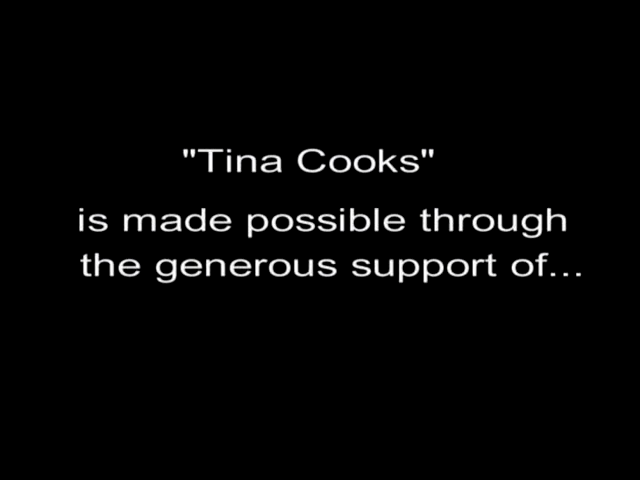 "Tina Cooks"
is made possible through
the generous support of...